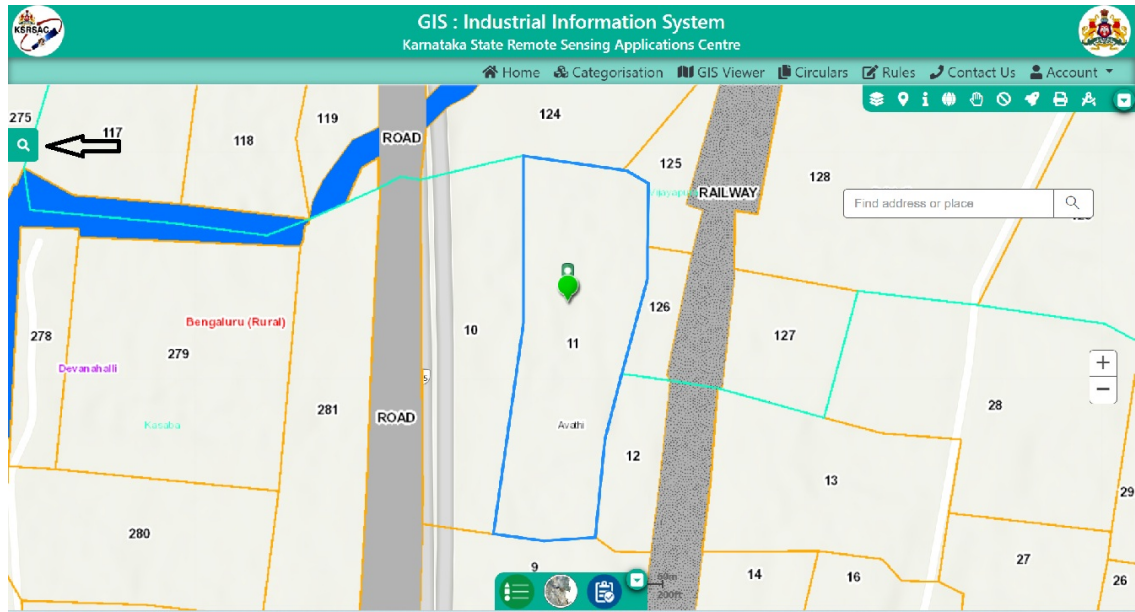 KSRSAC
GIS : Industrial Information System
Karnataka State Remote Sensing Applications Centre
Home Categorisation GIS Viewer Circulars Rules Contact Us Account
275
117
118
119
ROAD
124
125
RAILWAY
128
Find address or place
278
Bengaluru (Rural)
279
Devanahalli
Kasaba
281
ROAD
10
11
Avathi
126
127
12
13
28
29
280
9
14
16
27
26
50m
200ft
+
−